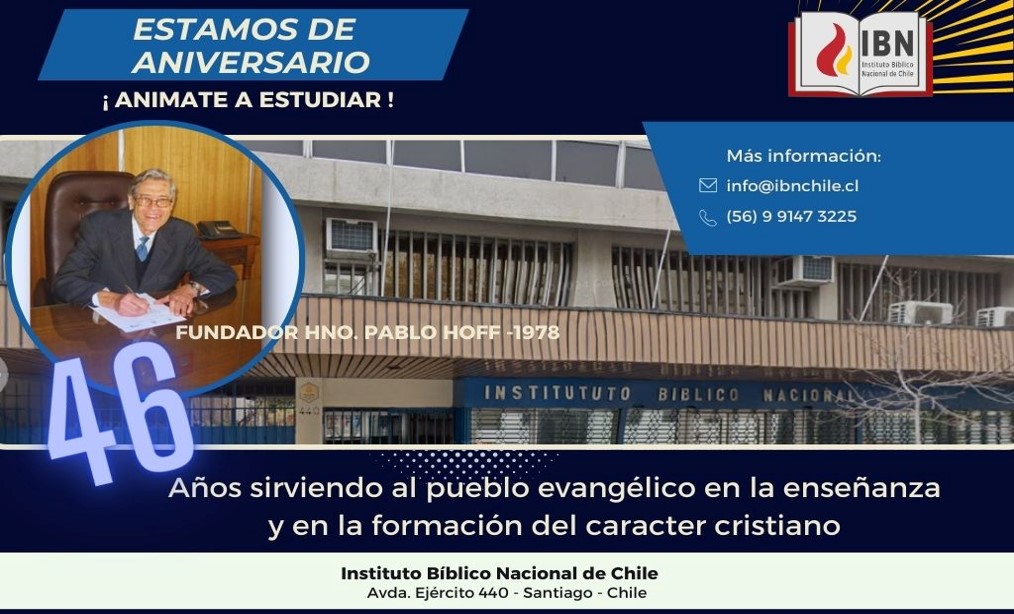 ESTAMOS DE
ANIVERSARIO
¡ ANIMATE A ESTUDIAR !
IBN
Instituto Bíblico
Nacional de Chile
Más información:
info@ibnchile.cl
(56) 9 9147 3225
FUNDADOR HNO. PABLO HOFF -1978
440
INSTITUTUTO BIBLICO NACIONAL
46
Años sirviendo al pueblo evangélico en la enseñanza
y en la formación del caracter cristiano
Instituto Bíblico Nacional de Chile
Avda. Ejército 440 - Santiago - Chile